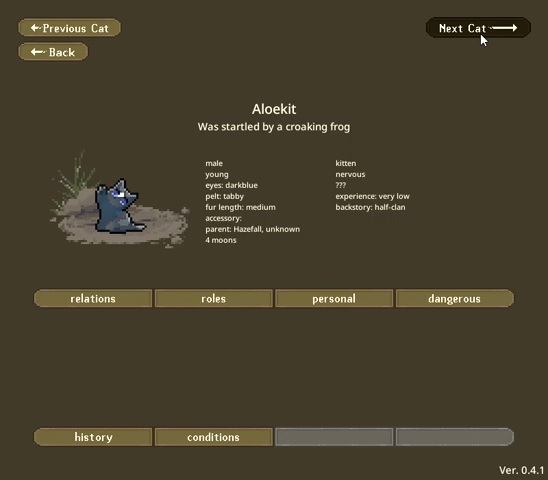 Previous Cat
Next Cat
Back
Aloekit
Was startled by a croaking frog
male
young
eyes: darkblue
pelt: tabby
fur length: medium
accessory:
parent: Hazefall, unknown
4 moons
kitten
nervous
???
experience: very low
backstory: half-clan
relations
roles
personal
dangerous
history
conditions
Ver. 0.4.1